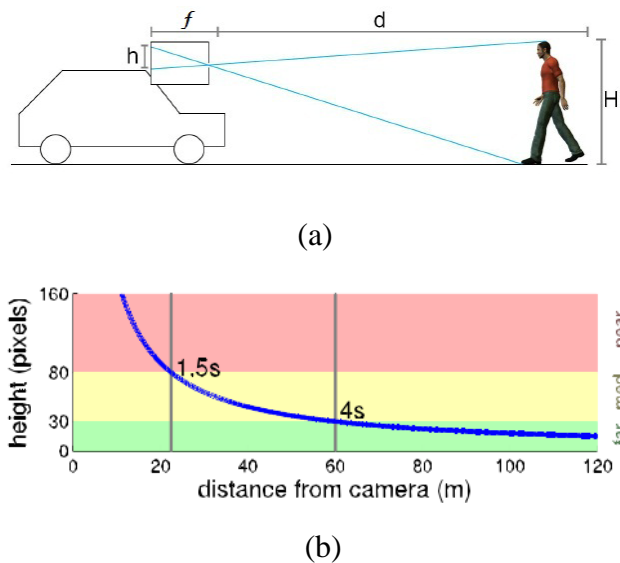 f
d
h
H
(a)
160
80
30
0
height (pixels)
1.5s
4s
near
med
far
0 20 40 60 80 100 120
distance from camera (m)
(b)